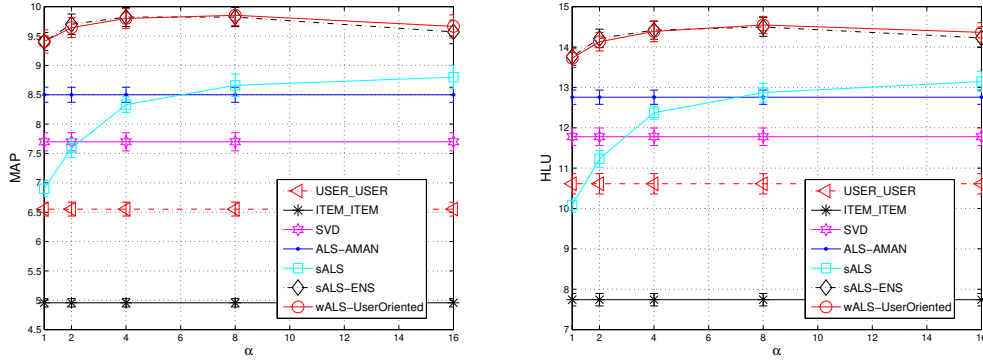 10
9.5
9
8.5
8
7.5
7
6.5
6
5.5
5
4.5
MAP
1 2 4 6 8 10 12 14 16
α
USER_USER
ITEM_ITEM
SVD
ALS−AMAN
sALS
sALS−ENS
wALS−UserOriented
15
14
13
12
11
10
9
8
7
HLU
1 2 4 6 8 10 12 14 16
α
USER_USER
ITEM_ITEM
SVD
ALS−AMAN
sALS
sALS−ENS
wALS−UserOriented